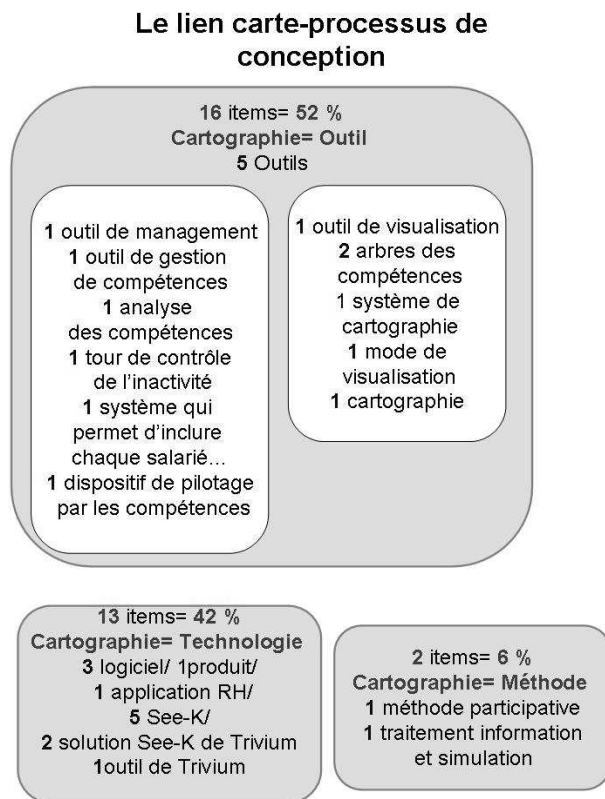 Le lien carte-processus de
conception
16 items= 52 %
Cartographie= Outil
5 Outils
1 outil de management
1 outil de gestion
de compétences
1 analyse
des compétences
1 tour de contrôle
de l'inactivité
1 système qui
permet d'inclure
chaque salarié...
1 dispositif de pilotage
par les compétences
1 outil de visualisation
2 arbres des
compétences
1 système de
cartographie
1 mode de
visualisation
1 cartographie
13 items= 42 %
Cartographie= Technologie
3 logiciel/ 1produit/
1 application RH/
5 See-K/
2 solution See-K de Trivium
1outil de Trivium
2 items= 6 %
Cartographie= Méthode
1 méthode participative
1 traitement information
et simulation